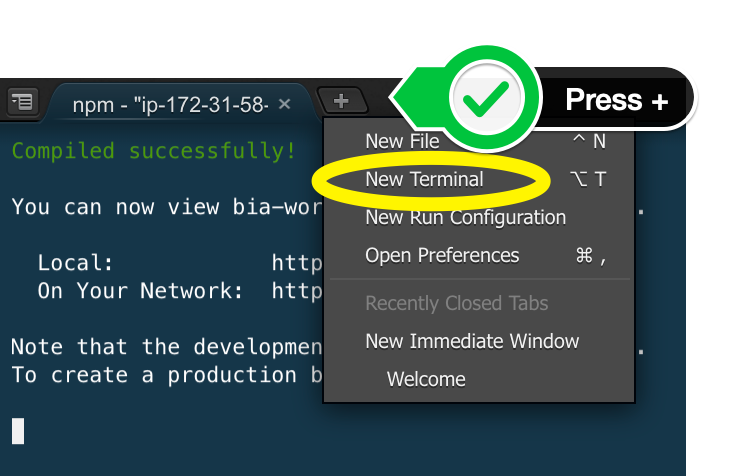 npm - "ip-172-31-58- ×
+
Press +
Compiled successfully!
You can now view bia-wor
.
Local: http
On Your Network: http
Note that the developmen
.
To create a production b
New File ^ N
New Terminal ⌥ T
New Run Configuration
Open Preferences ⌘ ,
Recently Closed Tabs
New Immediate Window
Welcome